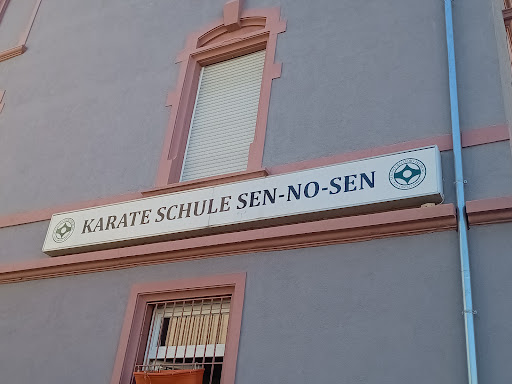 KARATE SCHULE SEN-NO-SEN